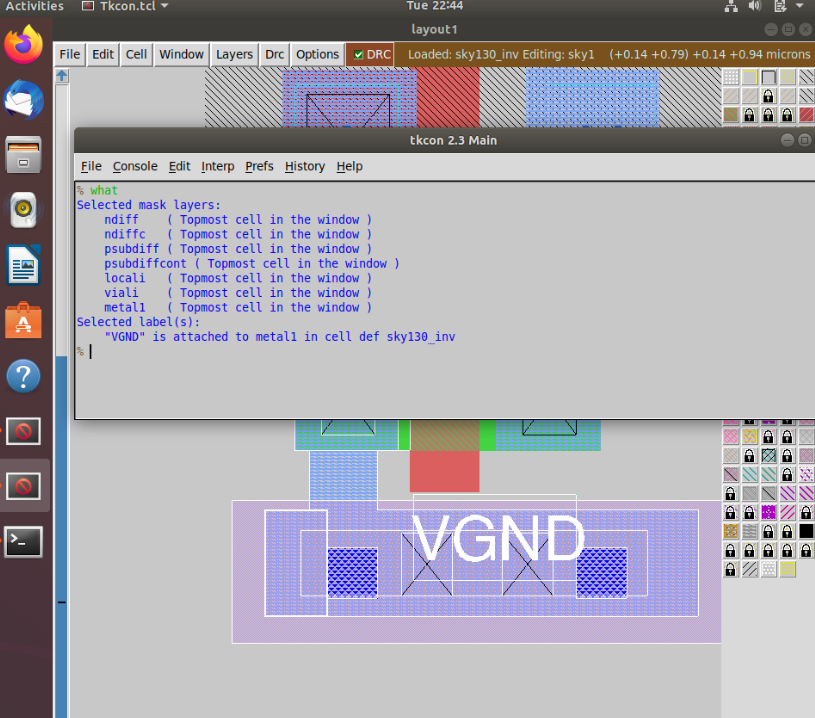 Activities Tkcon.tcl Tue 22:44
layout1
File Edit Cell Window Layers Drc Options DRC Loaded: sky130_inv Editing: sky1 (+0.14 +0.79) +0.14 +0.94 microns
tkcon 2.3 Main
File Console Edit Interp Prefs History Help
% what
Selected mask layers:
ndiff ( Topmost cell in the window )
ndiffc ( Topmost cell in the window )
psubdiff ( Topmost cell in the window )
psubdiffcont ( Topmost cell in the window )
locali ( Topmost cell in the window )
viali ( Topmost cell in the window )
metal1 ( Topmost cell in the window )
Selected label(s):
"VGND" is attached to metal1 in cell def sky130_inv
%
VGND